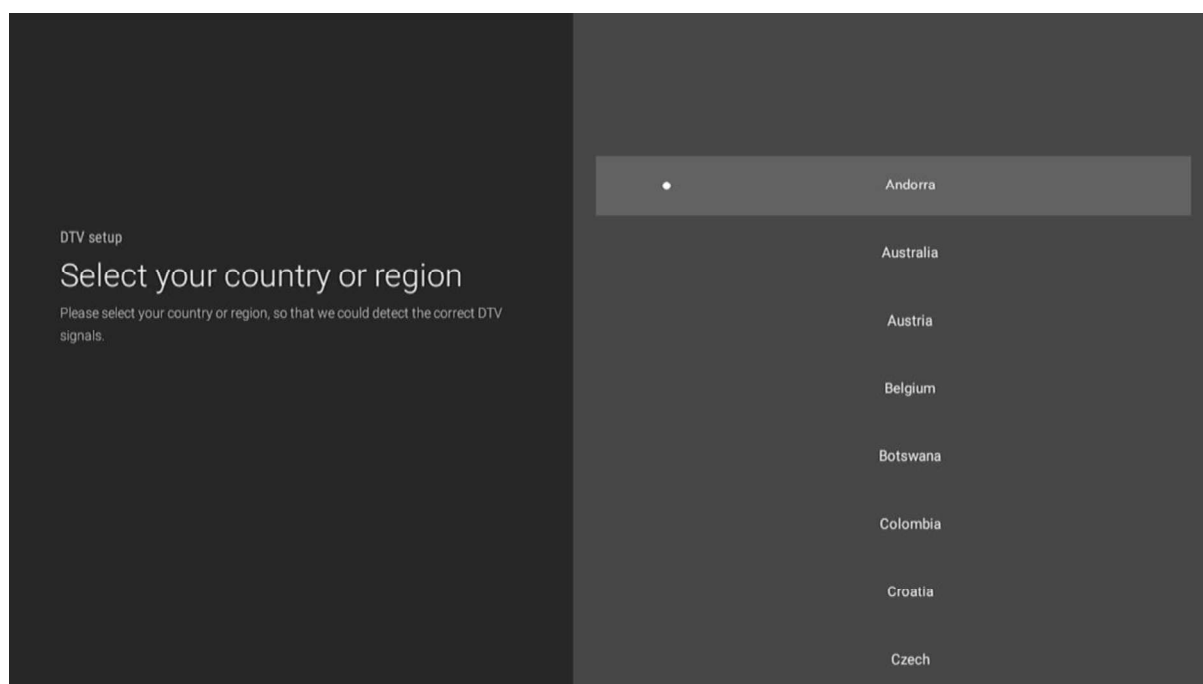 DTV setup
Select your country or region
Please select your country or region, so that we could detect the correct DTV
signals.
Andorra
Australia
Austria
Belgium
Botswana
Colombia
Croatia
Czech